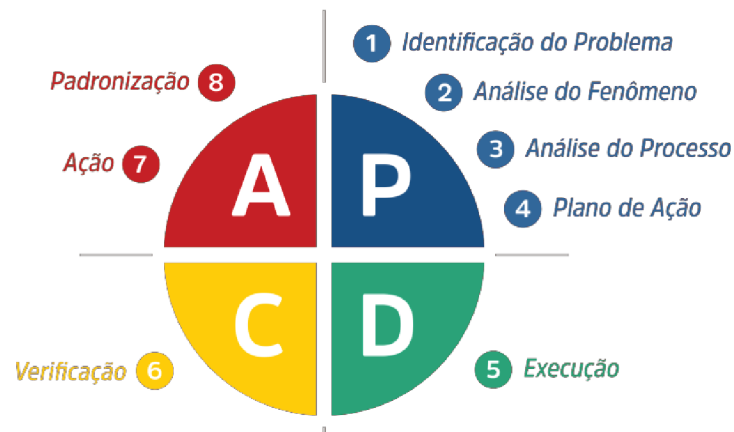 1 Identificação do Problema
2 Análise do Fenômeno
3 Análise do Processo
4 Plano de Ação
5 Execução
Verificação 6
Ação 7
Padronização 8
A P
C D